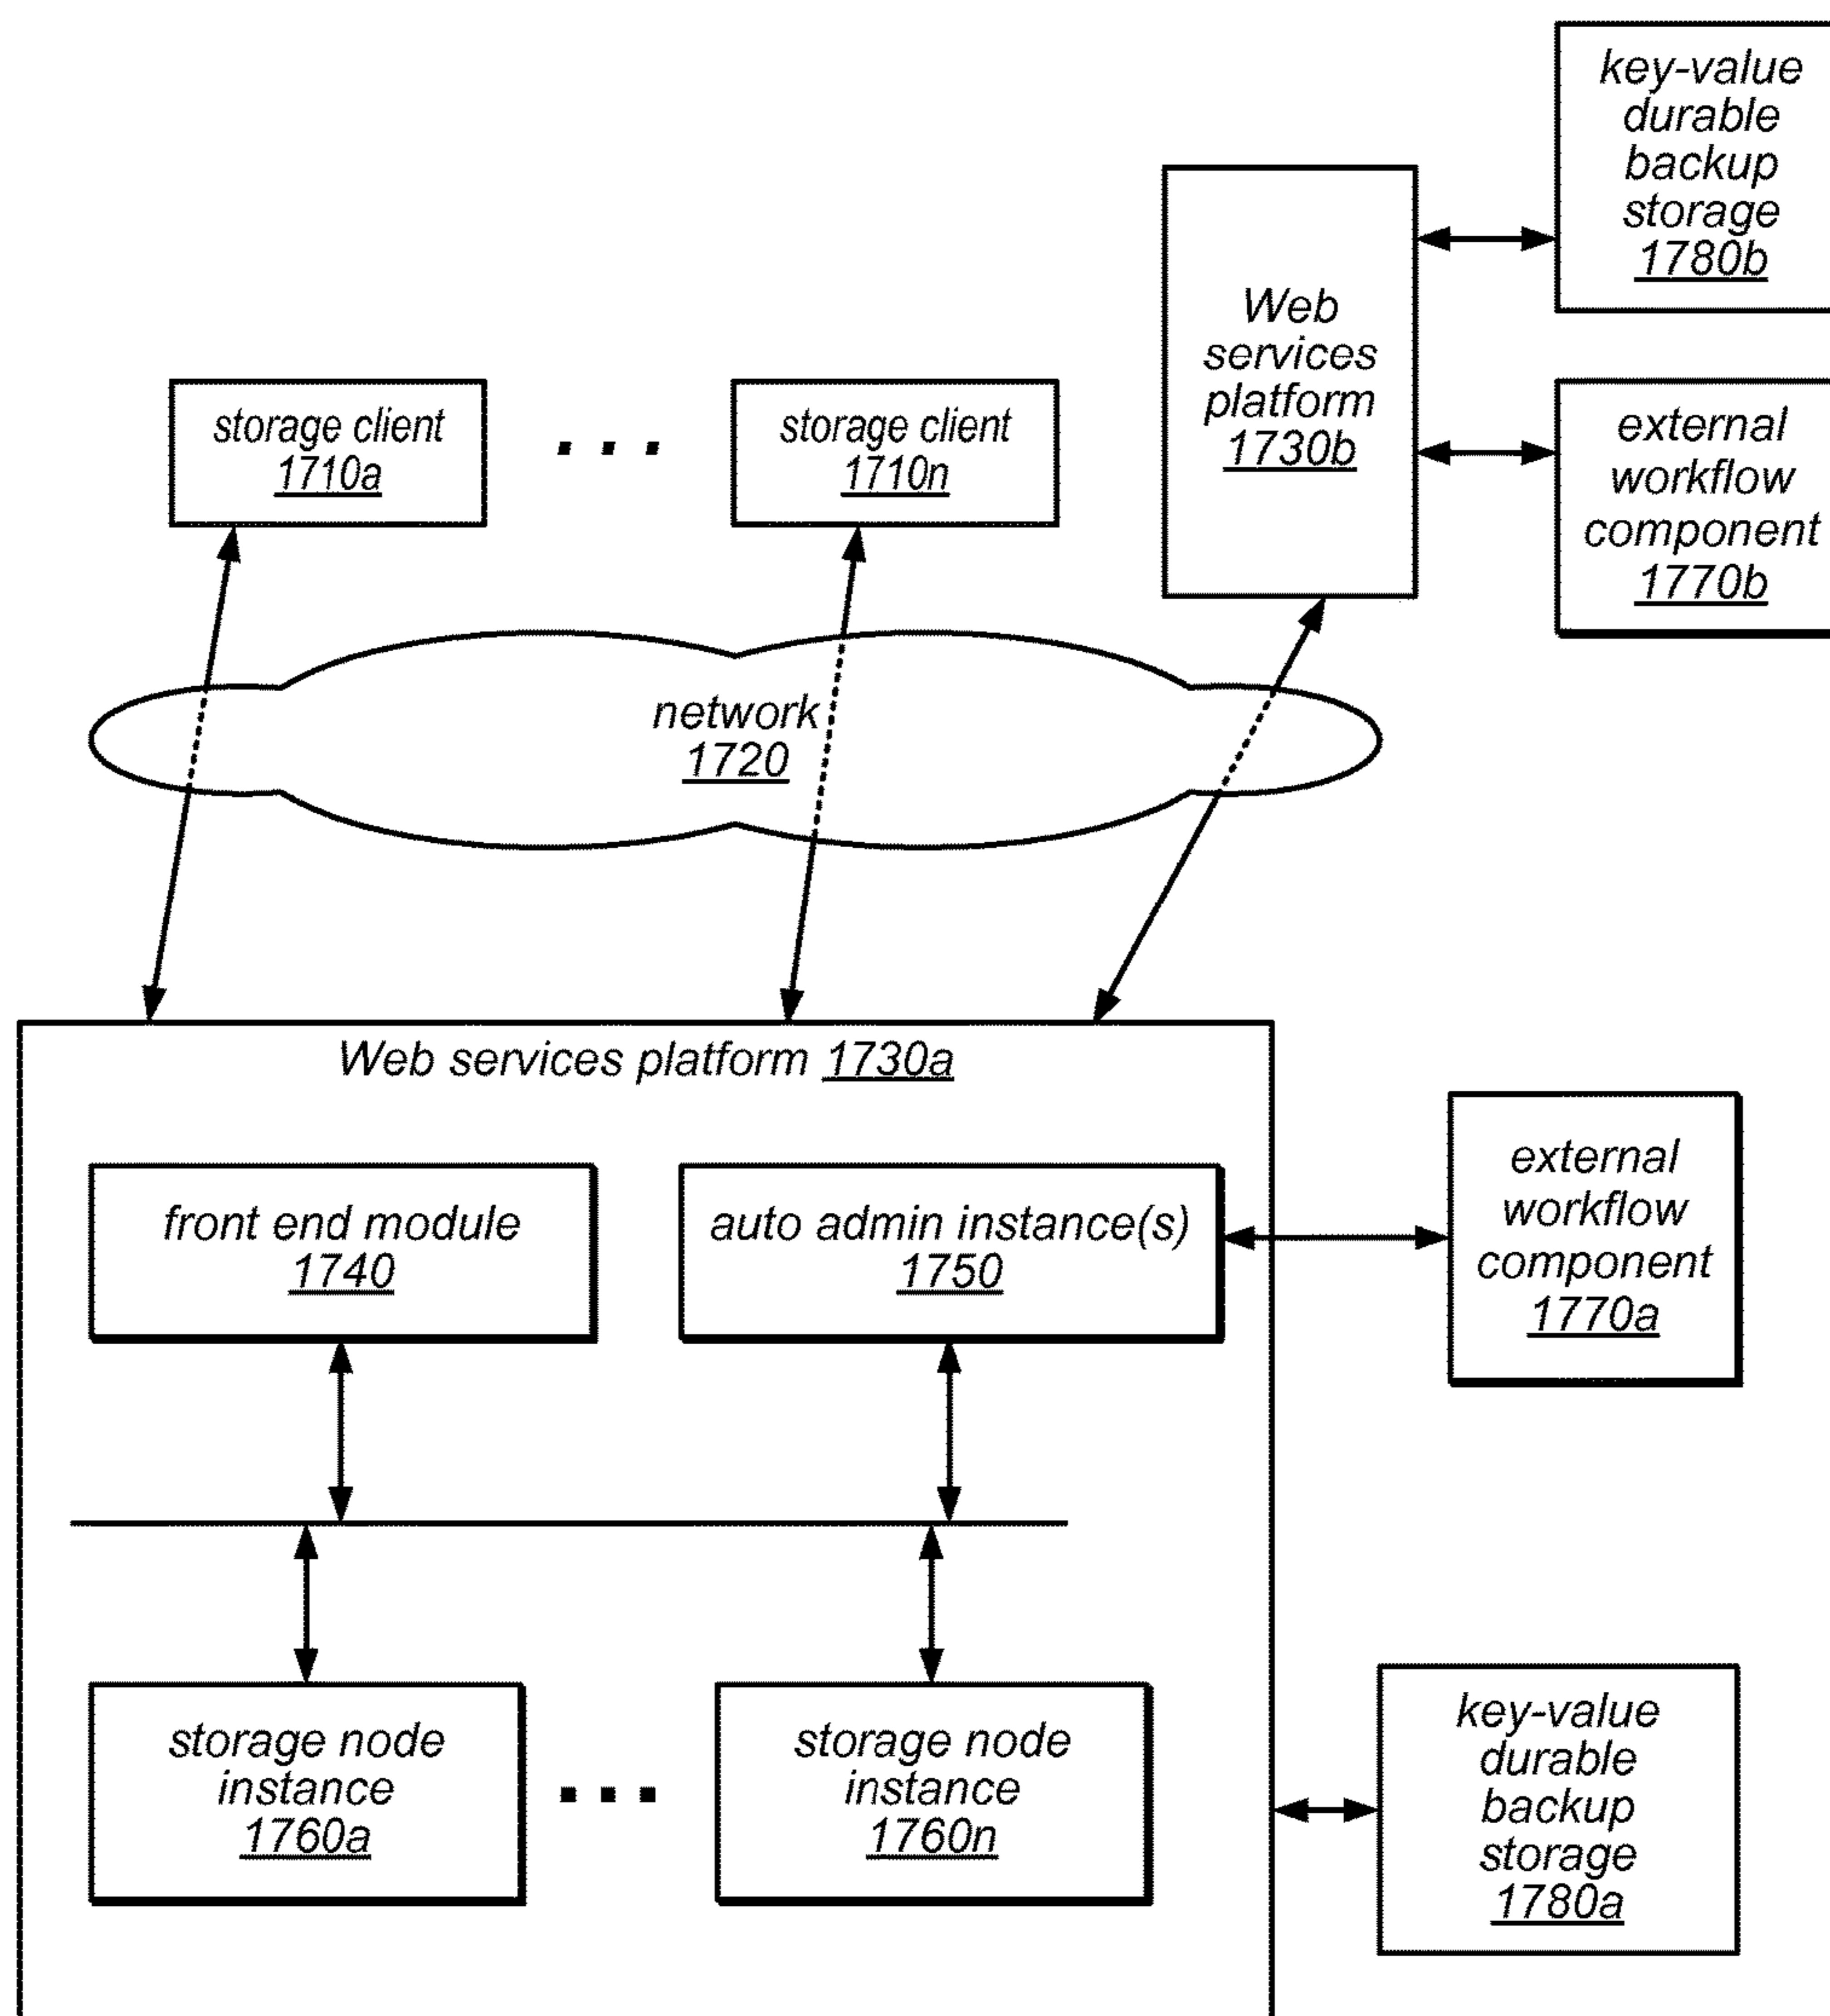 key-value
durable
backup
storage
1780b
Web
services
platform
1730b
external
workflow
component
1770b
storage client
1710a
. . .
storage client
1710n
network
1720
Web services platform 1730a
front end module
1740
auto admin instance(s)
1750
external
workflow
component
1770a
storage node
instance
1760a
. . .
storage node
instance
1760n
key-value
durable
backup
storage
1780a